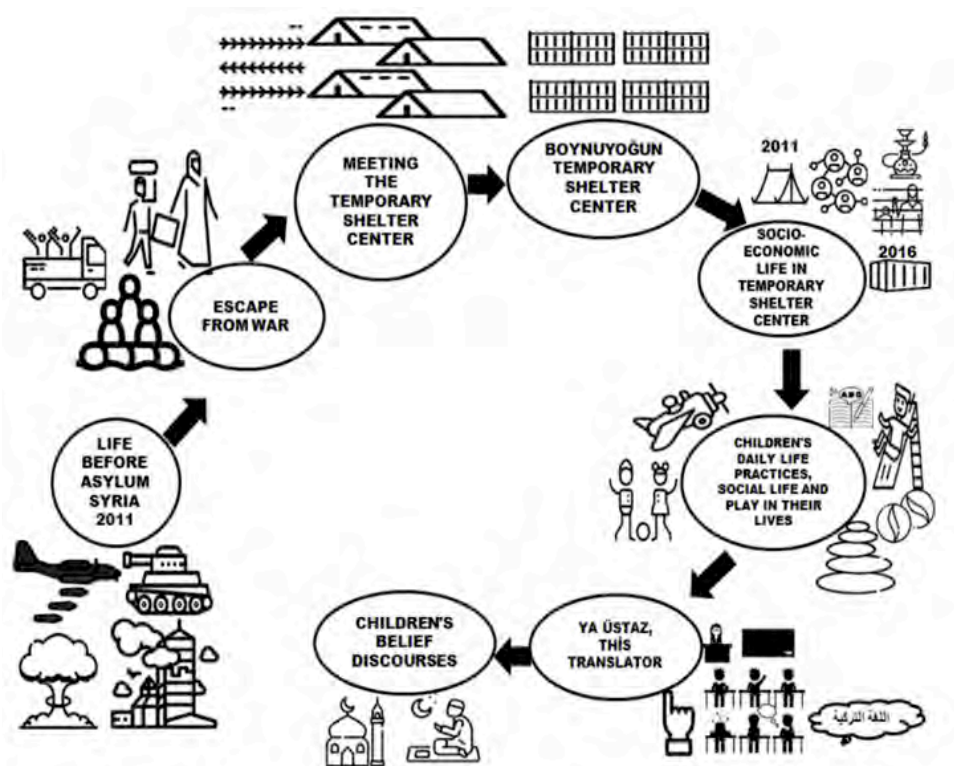 LIFE
BEFORE
ASYLUM
SYRIA
2011
ESCAPE
FROM WAR
MEETING
THE
TEMPORARY
SHELTER
CENTER
BOYNUYOĞUN
TEMPORARY
SHELTER
CENTER
2011
2016
SOCIO-
ECONOMIC
LIFE IN
TEMPORARY
SHELTER
CENTER
CHILDREN'S
DAILY LIFE
PRACTICES,
SOCIAL LIFE AND
PLAY IN THEIR
LIVES
YA ÜSTAZ,
THİS
TRANSLATOR
اللغة التركية
CHILDREN'S
BELIEF
DISCOURSES